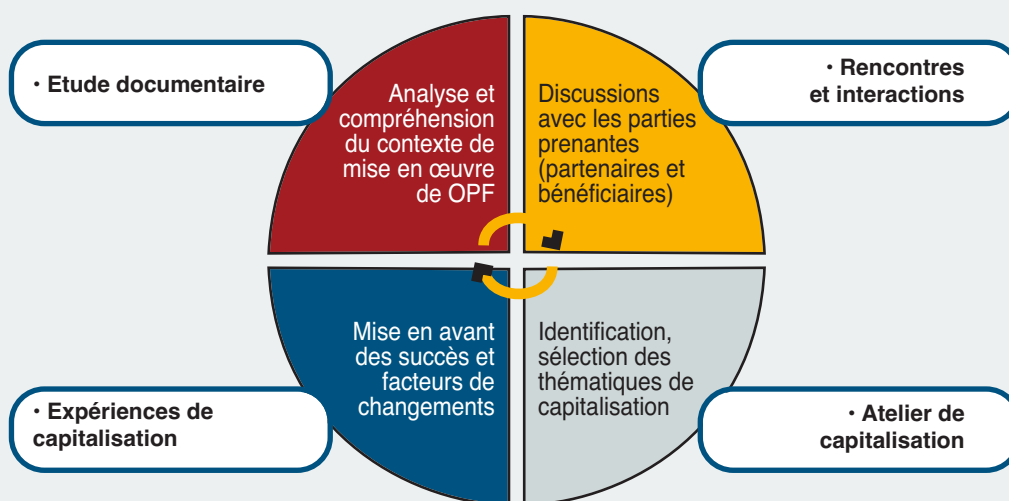 · Etude documentaire
Analyse et
compréhension
du contexte de
mise en œuvre
de OPF
Discussions
avec les parties
prenantes
(partenaires et
bénéficiaires)
· Rencontres
et interactions
· Expériences de
capitalisation
Mise en avant
des succès et
facteurs de
changements
Identification,
sélection des
thématiques de
capitalisation
· Atelier de
capitalisation